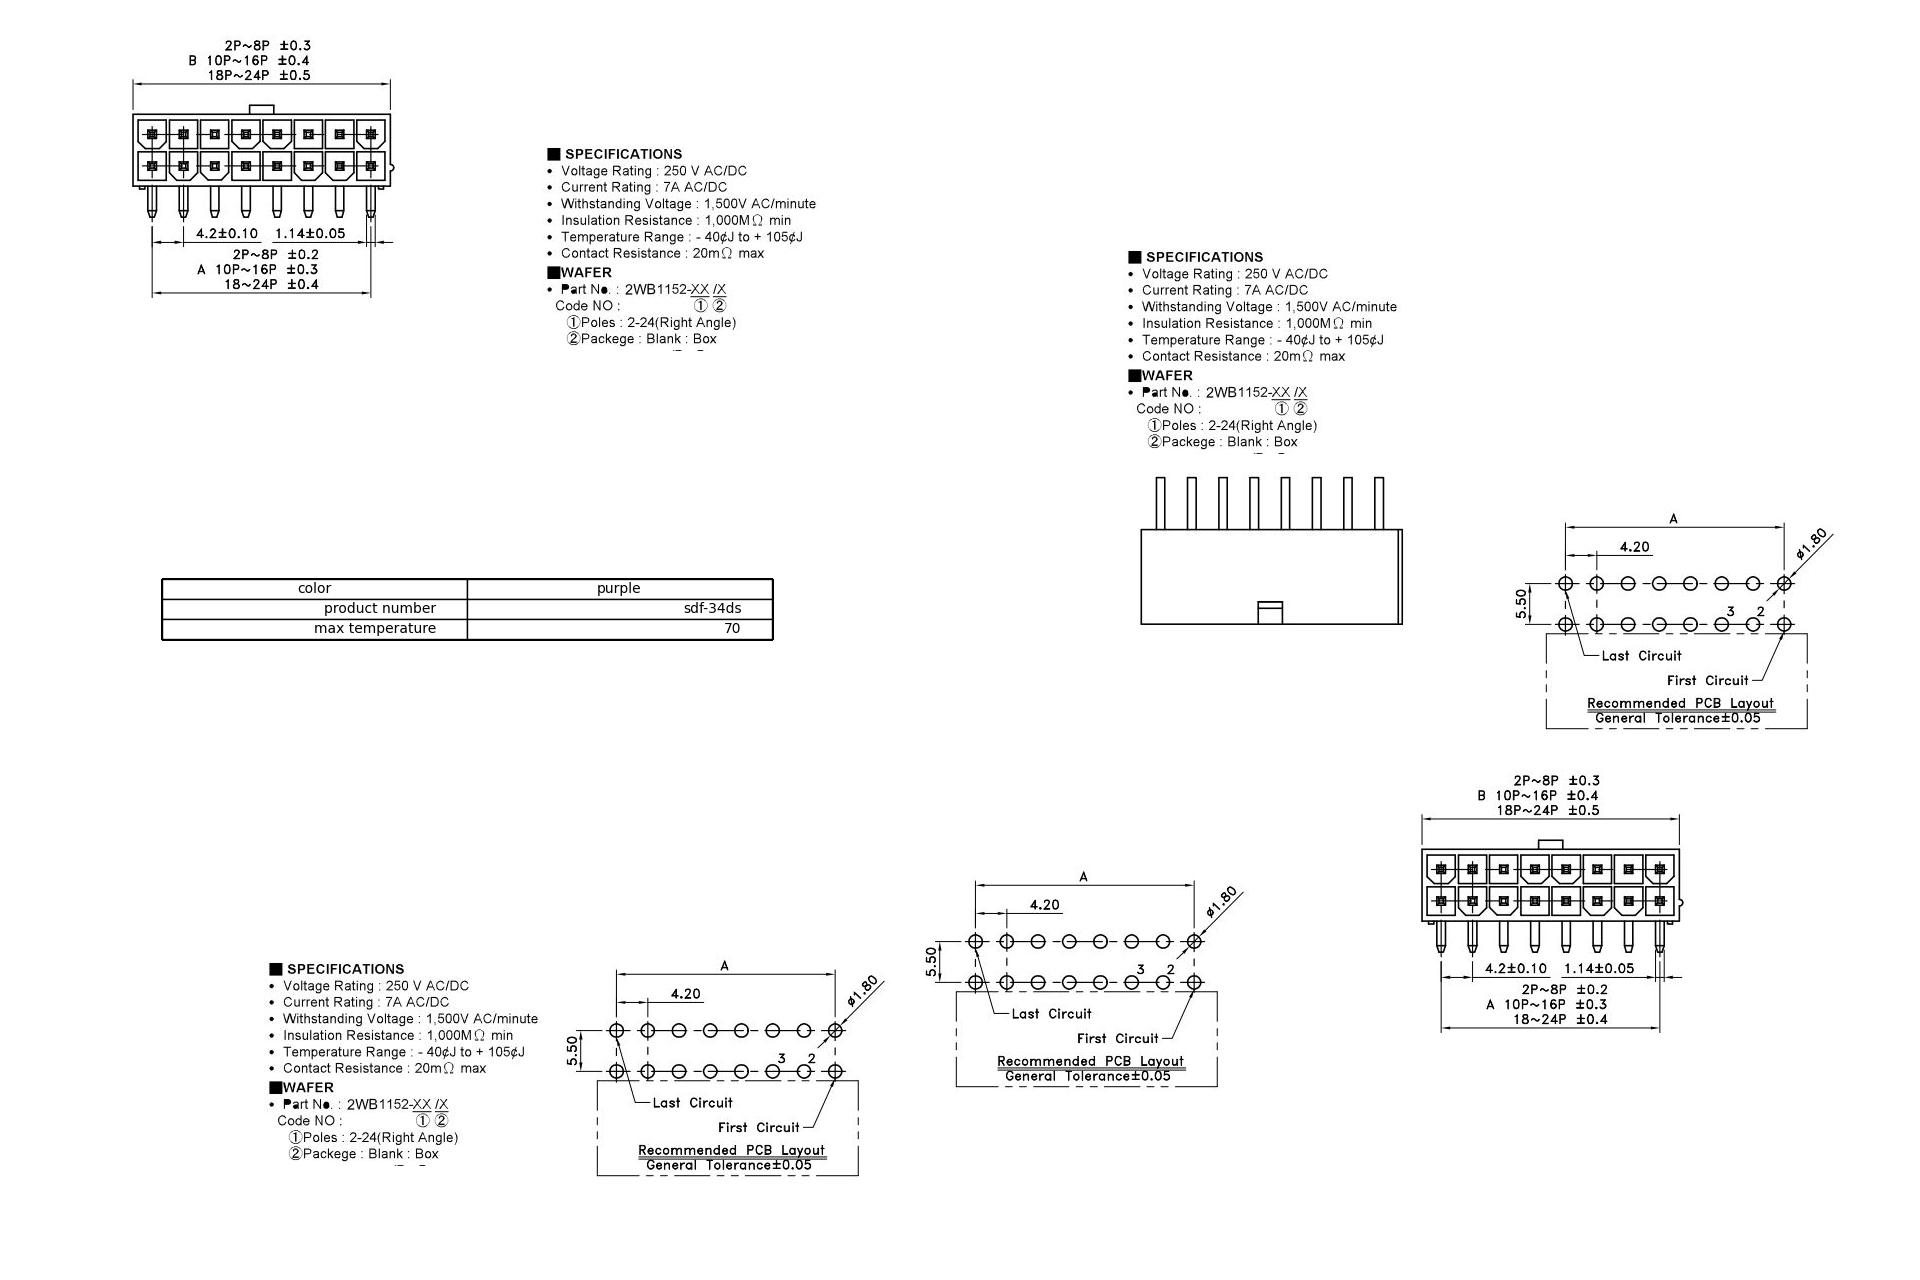 2P~8P ±0.3
B 10P~16P ±0.4
18P~24P ±0.5
4.2±0.10 1.14±0.05
2P~8P ±0.2
A 10P~16P ±0.3
18~24P ±0.4
■ SPECIFICATIONS
• Voltage Rating : 250 V AC/DC
• Current Rating : 7A AC/DC
• Withstanding Voltage : 1,500V AC/minute
• Insulation Resistance : 1,000MΩ min
• Temperature Range : - 40¢J to + 105¢J
• Contact Resistance : 20mΩ max
■WAFER
• Part No. : 2WB1152-XX /X
Code NO : ① ②
①Poles : 2-24(Right Angle)
②Packege : Blank : Box
■ SPECIFICATIONS
• Voltage Rating : 250 V AC/DC
• Current Rating : 7A AC/DC
• Withstanding Voltage : 1,500V AC/minute
• Insulation Resistance : 1,000MΩ min
• Temperature Range : - 40¢J to + 105¢J
• Contact Resistance : 20mΩ max
■WAFER
• Part No. : 2WB1152-XX /X
Code NO : ① ②
①Poles : 2-24(Right Angle)
②Packege : Blank : Box
color purple
product number sdf-34ds
max temperature 70
A
4.20
ø1.80
5.50
3 2
Last Circuit
First Circuit
Recommended PCB Layout
General Tolerance±0.05
2P~8P ±0.3
B 10P~16P ±0.4
18P~24P ±0.5
4.2±0.10 1.14±0.05
2P~8P ±0.2
A 10P~16P ±0.3
18~24P ±0.4
A
4.20
ø1.80
5.50
3 2
Last Circuit
First Circuit
Recommended PCB Layout
General Tolerance±0.05
■ SPECIFICATIONS
• Voltage Rating : 250 V AC/DC
• Current Rating : 7A AC/DC
• Withstanding Voltage : 1,500V AC/minute
• Insulation Resistance : 1,000MΩ min
• Temperature Range : - 40¢J to + 105¢J
• Contact Resistance : 20mΩ max
■WAFER
• Part No. : 2WB1152-XX /X
Code NO : ① ②
①Poles : 2-24(Right Angle)
②Packege : Blank : Box
A
4.20
ø1.80
5.50
3 2
Last Circuit
First Circuit
Recommended PCB Layout
General Tolerance±0.05